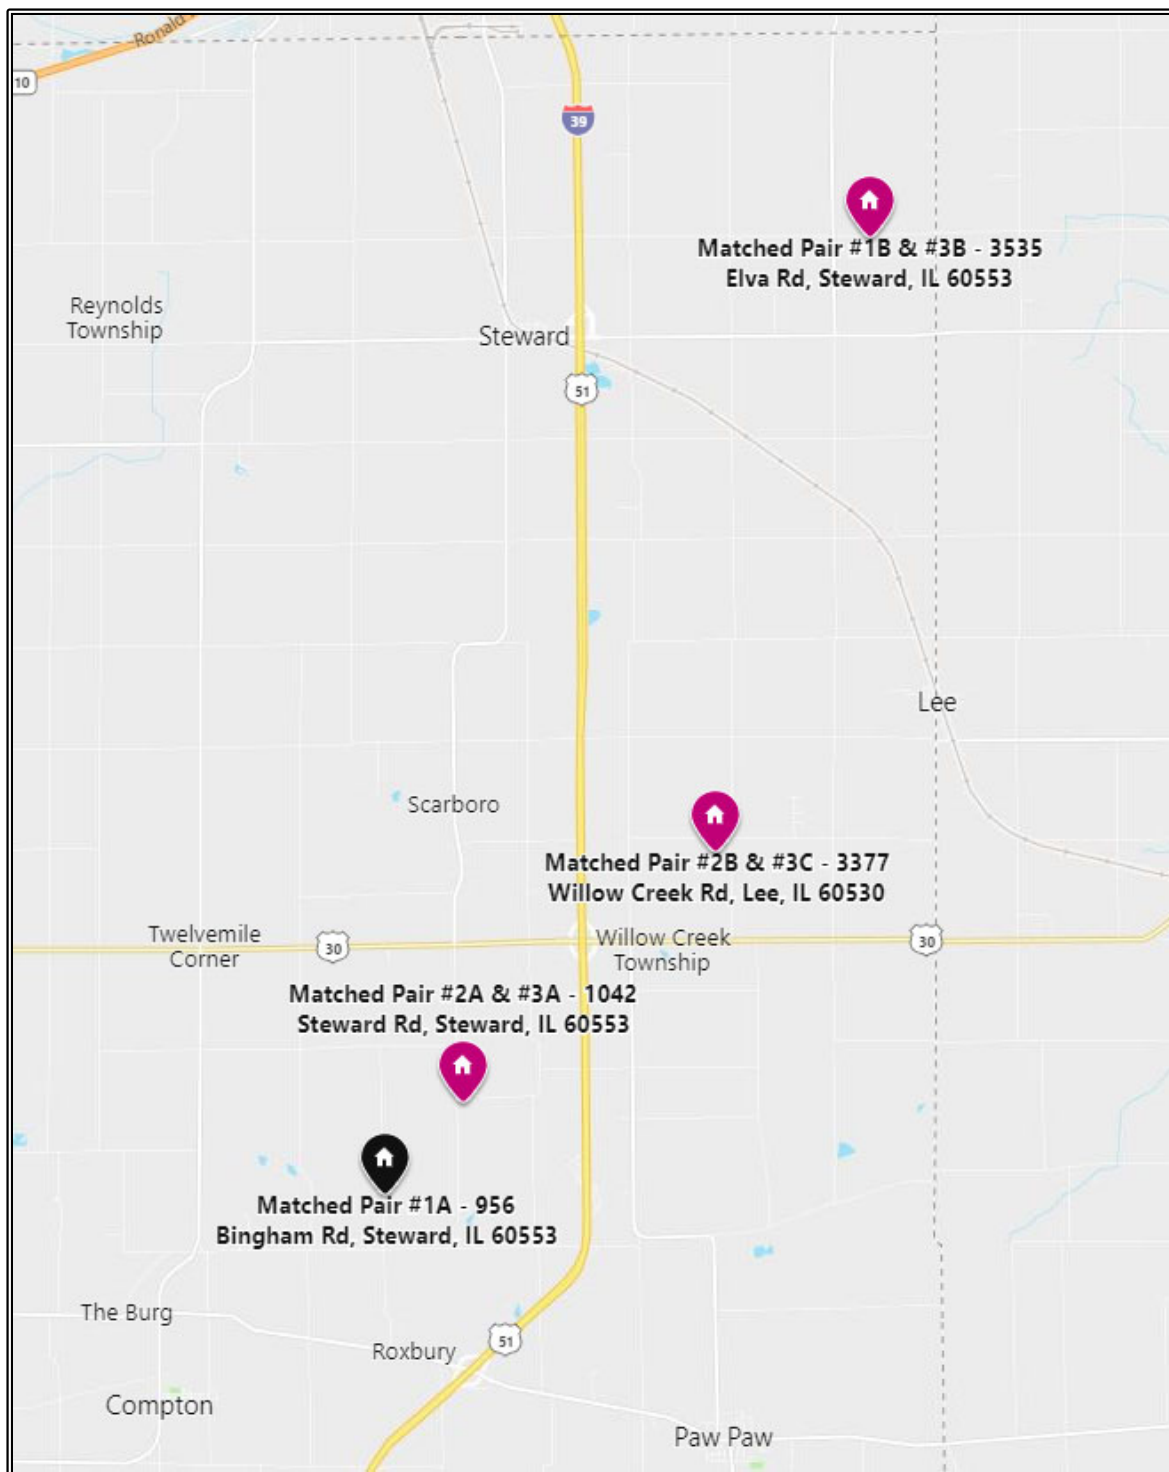 Ronald
10
39
Matched Pair #1B & #3B - 3535
Elva Rd, Steward, IL 60553
Reynolds
Township
Steward
51
Lee
Scarboro
Matched Pair #2B & #3C - 3377
Willow Creek Rd, Lee, IL 60530
Twelvemile
Corner
30
Willow Creek
Township
30
Matched Pair #2A & #3A - 1042
Steward Rd, Steward, IL 60553
Matched Pair #1A - 956
Bingham Rd, Steward, IL 60553
The Burg
51
Roxbury
Compton
Paw Paw